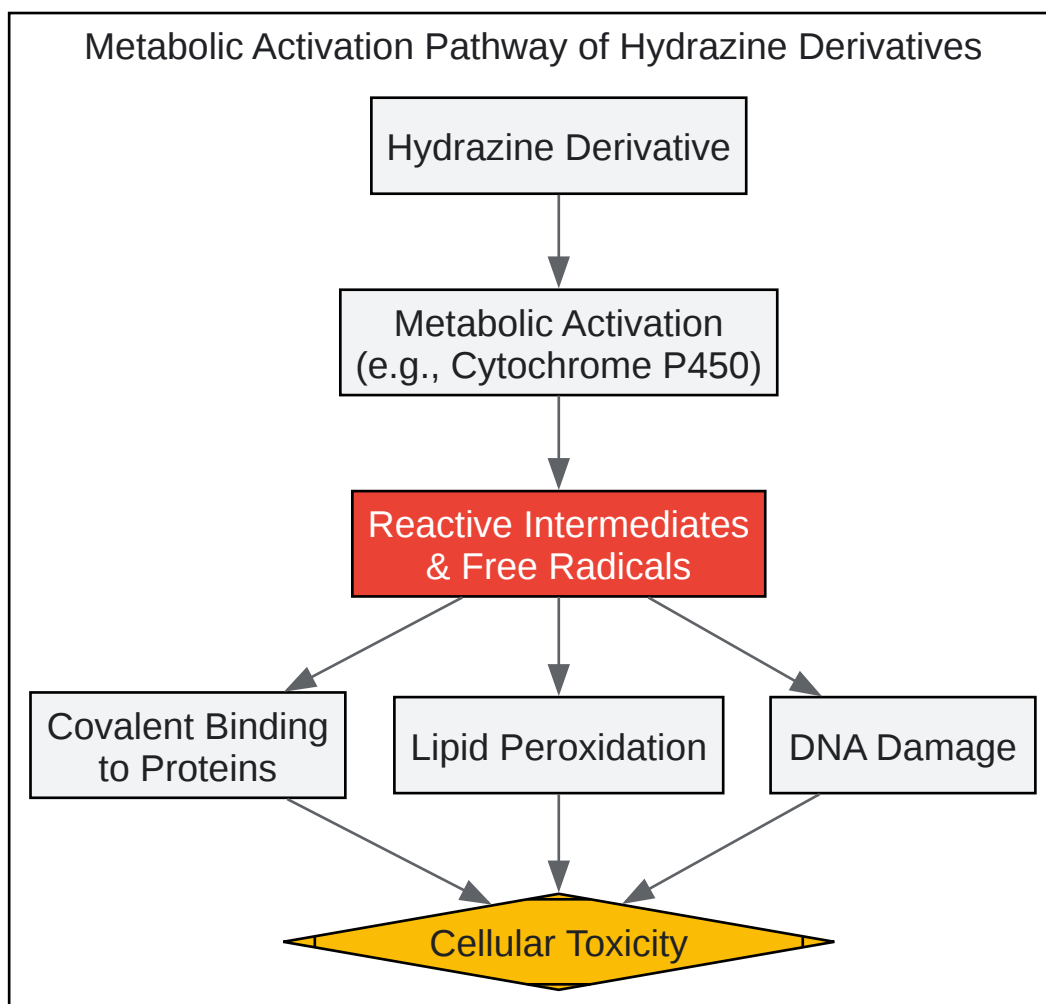 Metabolic Activation Pathway of Hydrazine Derivatives
Hydrazine Derivative
Metabolic Activation
(e.g., Cytochrome P450)
Reactive Intermediates
& Free Radicals
Covalent Binding
to Proteins
Lipid Peroxidation
DNA Damage
Cellular Toxicity